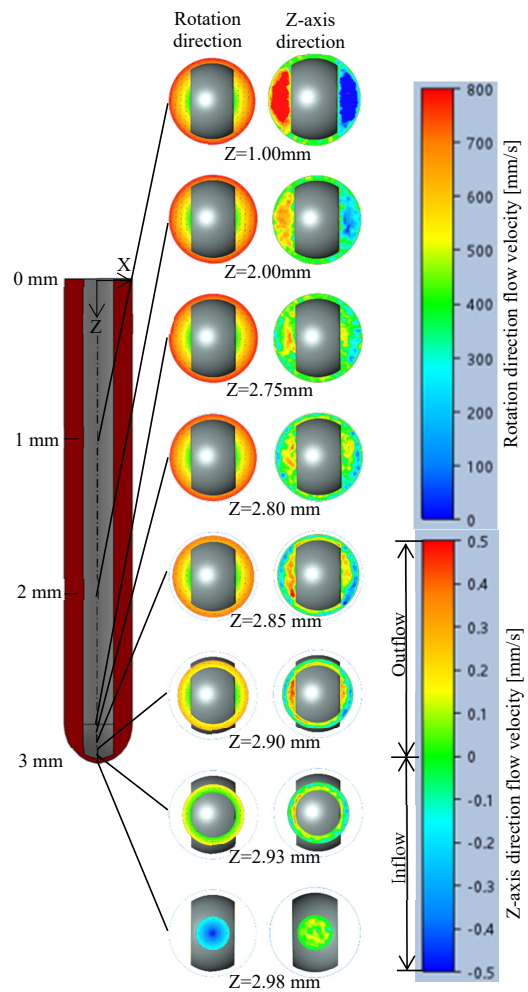 Rotation direction
Z-axis direction
Z=1.00mm
Z=2.00mm
Z=2.75mm
Z=2.80 mm
Z=2.85 mm
Z=2.90 mm
Z=2.93 mm
Z=2.98 mm
0 mm
X
Z
1 mm
2 mm
3 mm
800
700
600
500
400
300
200
100
0
Rotation direction flow velocity [mm/s]
Outflow
Inflow
0.5
0.4
0.3
0.2
0.1
0
-0.1
-0.2
-0.3
-0.4
-0.5
Z-axis direction flow velocity [mm/s]